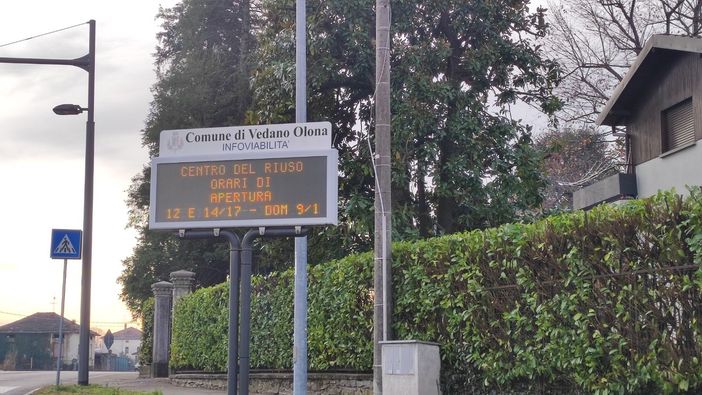 Comune di Vedano Olona
INFOVIABILITA'
CENTRO DEL RIUSO
ORARI DI
APERTURA
12 E 14/17 - DOM 9/1